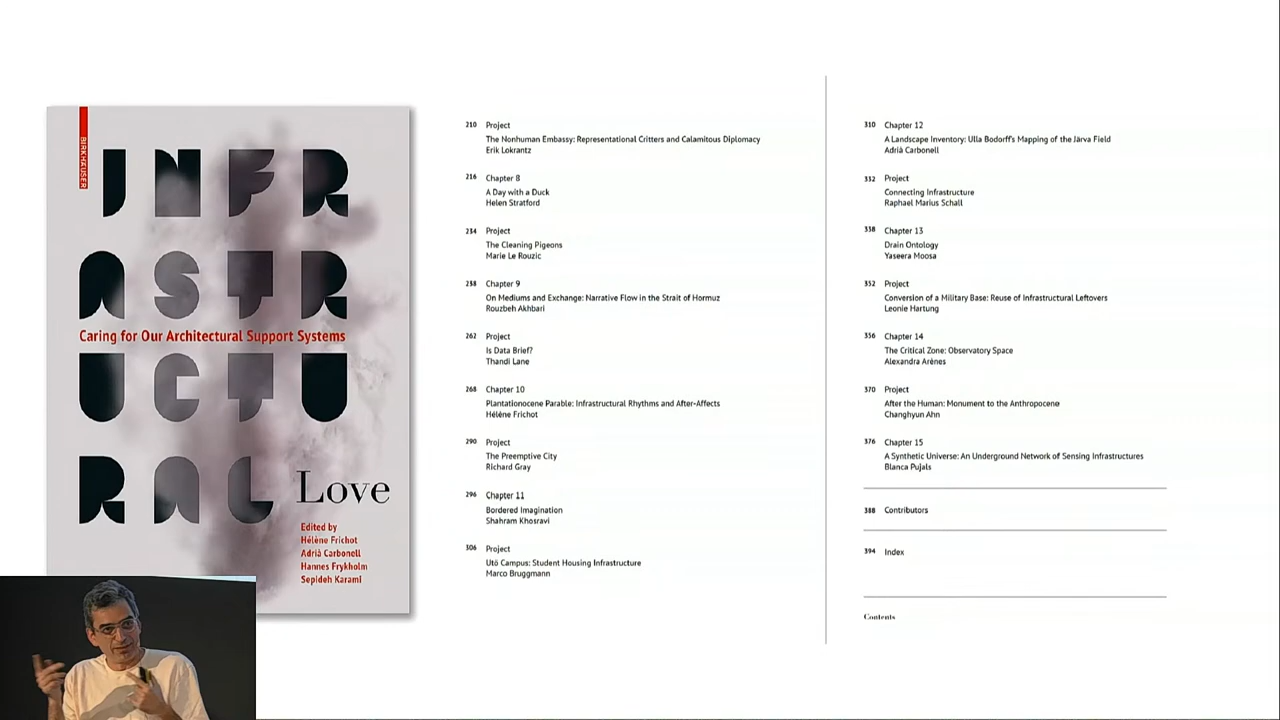 BIRKHÄUSER
INFR
ASTR
Caring for Our Architectural Support Systems
UCTU
RAL Love
Edited by
Hélène Frichot
Adrià Carbonell
Hannes Frykholm
Sepideh Karami
210 Project
The Nonhuman Embassy: Representational Critters and Calamitous Diplomacy
Erik Lokrantz
216 Chapter 8
A Day with a Duck
Helen Stratford
234 Project
The Cleaning Pigeons
Marie Le Rouzic
238 Chapter 9
On Mediums and Exchange: Narrative Flow in the Strait of Hormuz
Rouzbeh Akhbari
262 Project
Is Data Brief?
Thandi Lane
268 Chapter 10
Plantationocene Parable: Infrastructural Rhythms and After-Affects
Hélène Frichot
290 Project
The Preemptive City
Richard Gray
296 Chapter 11
Bordered Imagination
Shahram Khosravi
306 Project
Utö Campus: Student Housing Infrastructure
Marco Bruggmann
310 Chapter 12
A Landscape Inventory: Ulla Bodorff's Mapping of the Järva Field
Adrià Carbonell
332 Project
Connecting Infrastructure
Raphael Marius Schall
338 Chapter 13
Drain Ontology
Yaseera Moosa
352 Project
Conversion of a Military Base: Reuse of Infrastructural Leftovers
Leonie Hartung
356 Chapter 14
The Critical Zone: Observatory Space
Alexandra Arènes
370 Project
After the Human: Monument to the Anthropocene
Changhyun Ahn
376 Chapter 15
A Synthetic Universe: An Underground Network of Sensing Infrastructures
Blanca Pujals
388 Contributors
394 Index
Contents